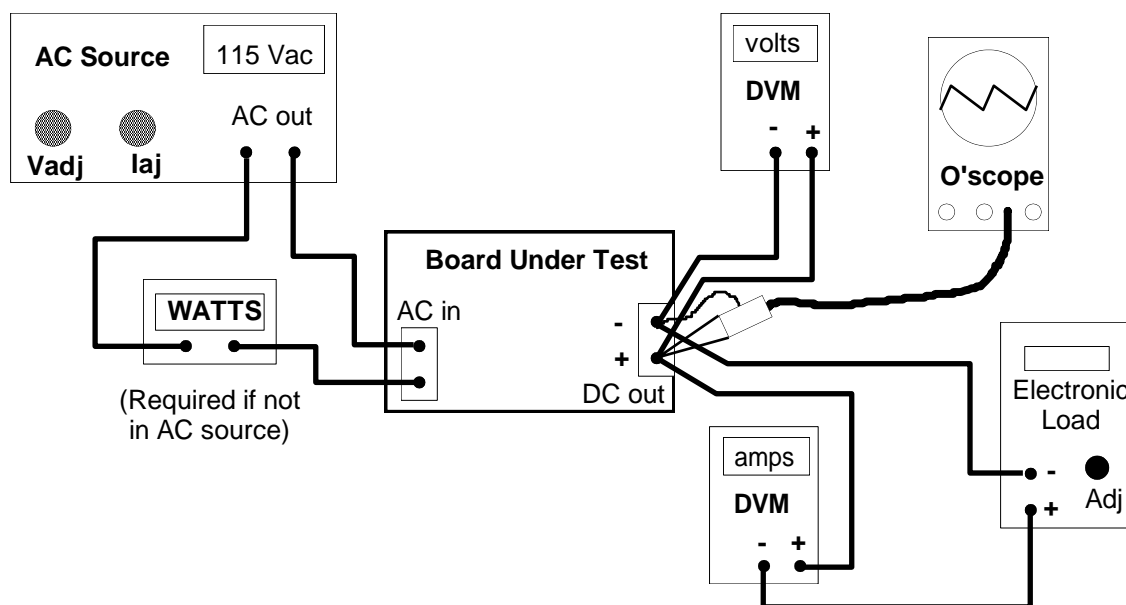 AC Source
115 Vac
AC out
Vadj
Iaj
volts
DVM
- +
O'scope
Board Under Test
WATTS
AC in
-
+
DC out
(Required if not
in AC source)
Electronic
Load
-
+
Adj
amps
DVM
- +